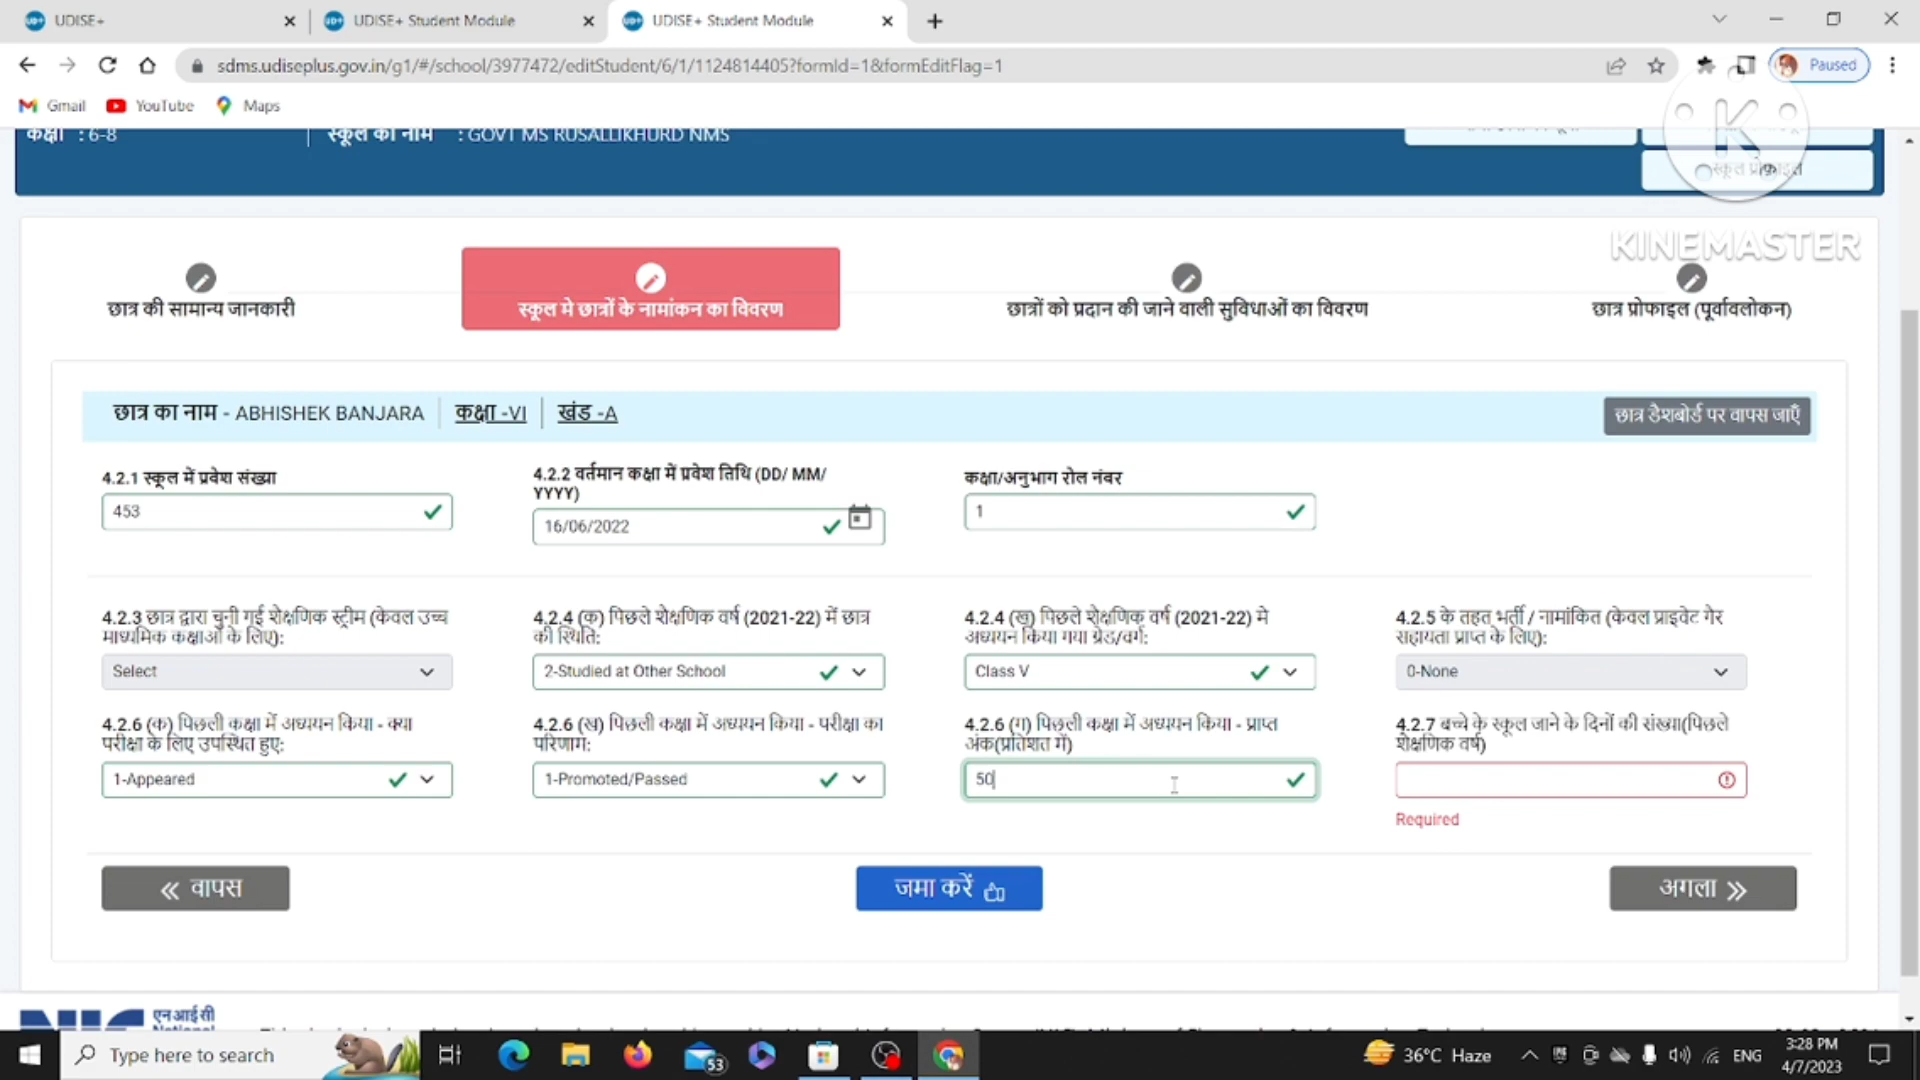 UDISE+
UDISE+ Student Module
UDISE+ Student Module
sdms.udiseplus.gov.in/g1/#/school/3977472/editStudent/6/1/1124814405?formId=1&formEditFlag=1
Paused
Gmail
YouTube
Maps
कक्षा : 6-8
स्कूल का नाम : GOVT MS RUSALLIKHURD NMS
स्कूल प्रोफ़ाइल
KINEMASTER
छात्र की सामान्य जानकारी
स्कूल मे छात्रों के नामांकन का विवरण
छात्रों को प्रदान की जाने वाली सुविधाओं का विवरण
छात्र प्रोफाइल (पूर्वावलोकन)
छात्र का नाम - ABHISHEK BANJARA
कक्षा -VI
खंड -A
छात्र डैशबोर्ड पर वापस जाएँ
4.2.1 स्कूल में प्रवेश संख्या
453
4.2.2 वर्तमान कक्षा में प्रवेश तिथि (DD/ MM/
YYYY)
16/06/2022
कक्षा/अनुभाग रोल नंबर
1
4.2.3 छात्र द्वारा चुनी गई शैक्षणिक स्ट्रीम (केवल उच्च
माध्यमिक कक्षाओं के लिए):
Select
4.2.4 (क) पिछले शैक्षणिक वर्ष (2021-22) में छात्र
की स्थिति:
2-Studied at Other School
4.2.4 (ख) पिछले शैक्षणिक वर्ष (2021-22) मे
अध्ययन किया गया ग्रेड/वर्ग:
Class V
4.2.5 के तहत भर्ती / नामांकित (केवल प्राइवेट गैर
सहायता प्राप्त के लिए):
0-None
4.2.6 (क) पिछली कक्षा में अध्ययन किया - क्या
परीक्षा के लिए उपस्थित हुए:
1-Appeared
4.2.6 (ख) पिछली कक्षा में अध्ययन किया - परीक्षा का
परिणाम:
1-Promoted/Passed
4.2.6 (ग) पिछली कक्षा में अध्ययन किया - प्राप्त
अंक(प्रतिशत में)
50
4.2.7 बच्चे के स्कूल जाने के दिनों की संख्या(पिछले
शैक्षणिक वर्ष)
Required
वापस
जमा करें
अगला
एन आई सी
National
Type here to search
53
36°C Haze
ENG
3:28 PM
4/7/2023